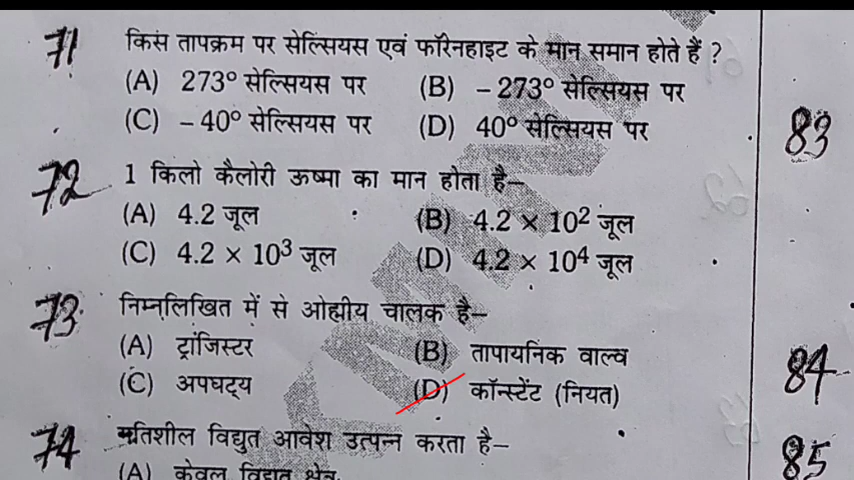 71 किस तापक्रम पर सेल्सियस एवं फॉरेनहाइट के मान समान होते हैं ?
(A) 273° सेल्सियस पर (B) – 273° सेल्सियस पर
(C) – 40° सेल्सियस पर (D) 40° सेल्सियस पर
72 1 किलो कैलोरी ऊष्मा का मान होता है–
(A) 4.2 जूल (B) 4.2 × 10² जूल
(C) 4.2 × 10³ जूल (D) 4.2 × 10⁴ जूल
73 निम्नलिखित में से ओह्मीय चालक है–
(A) ट्रांजिस्टर (B) तापायनिक वाल्व
(C) अपघट्य (D) कॉन्स्टेंट (नियत)
74 गतिशील विद्युत आवेश उत्पन्न करता है–
(A) केवल विद्युत क्षेत्र
83
84
85